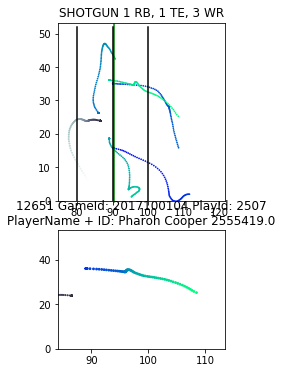 SHOTGUN 1 RB, 1 TE, 3 WR
50
40
30
20
10
0
80 90 100 110 120
12651 GameId: 2017100104 PlayId: 2507
PlayerName + ID: Pharoh Cooper 2555419.0
40
20
0
90 100 110